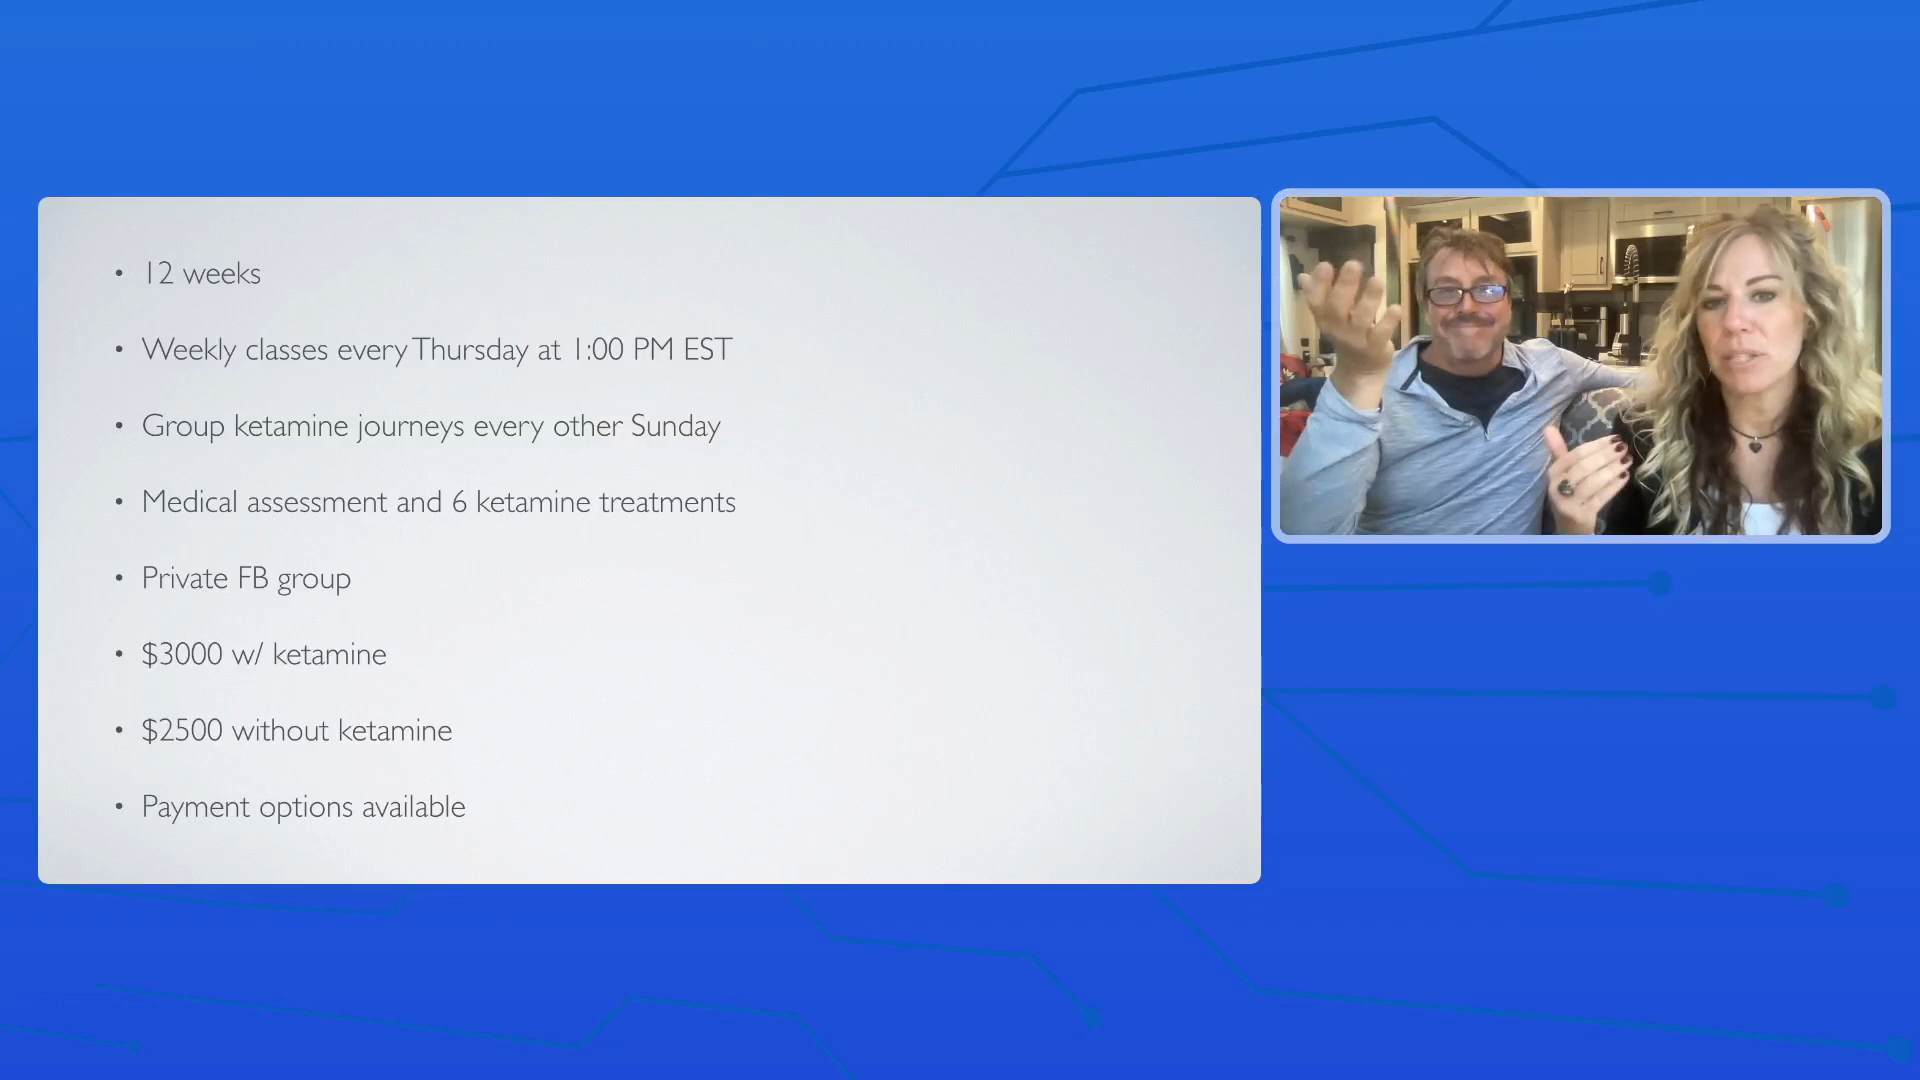 • 12 weeks
• Weekly classes every Thursday at 1:00 PM EST
• Group ketamine journeys every other Sunday
• Medical assessment and 6 ketamine treatments
• Private FB group
• $3000 w/ ketamine
• $2500 without ketamine
• Payment options available